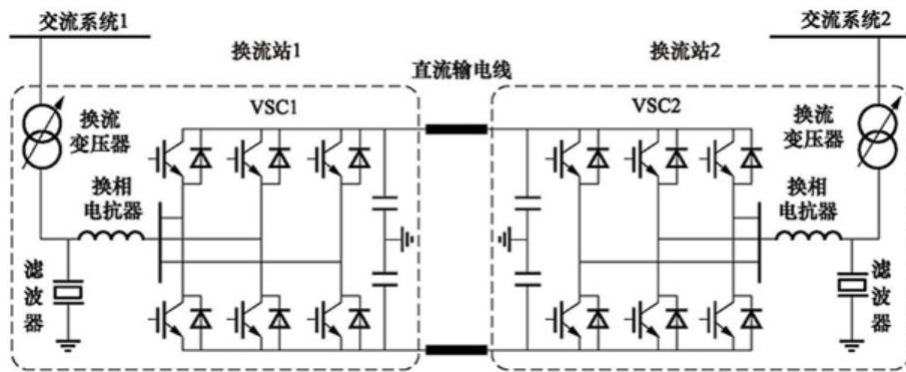 交流系统1
交流系统2
换流站1
直流输电线
换流站2
换流
变压器
VSC1
VSC2
换流
变压器
换相
电抗器
换相
电抗器
滤波器
滤波器